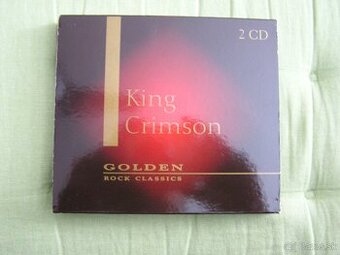 2 CD
King
Crimson
GOLDEN
ROCK CLASSICS